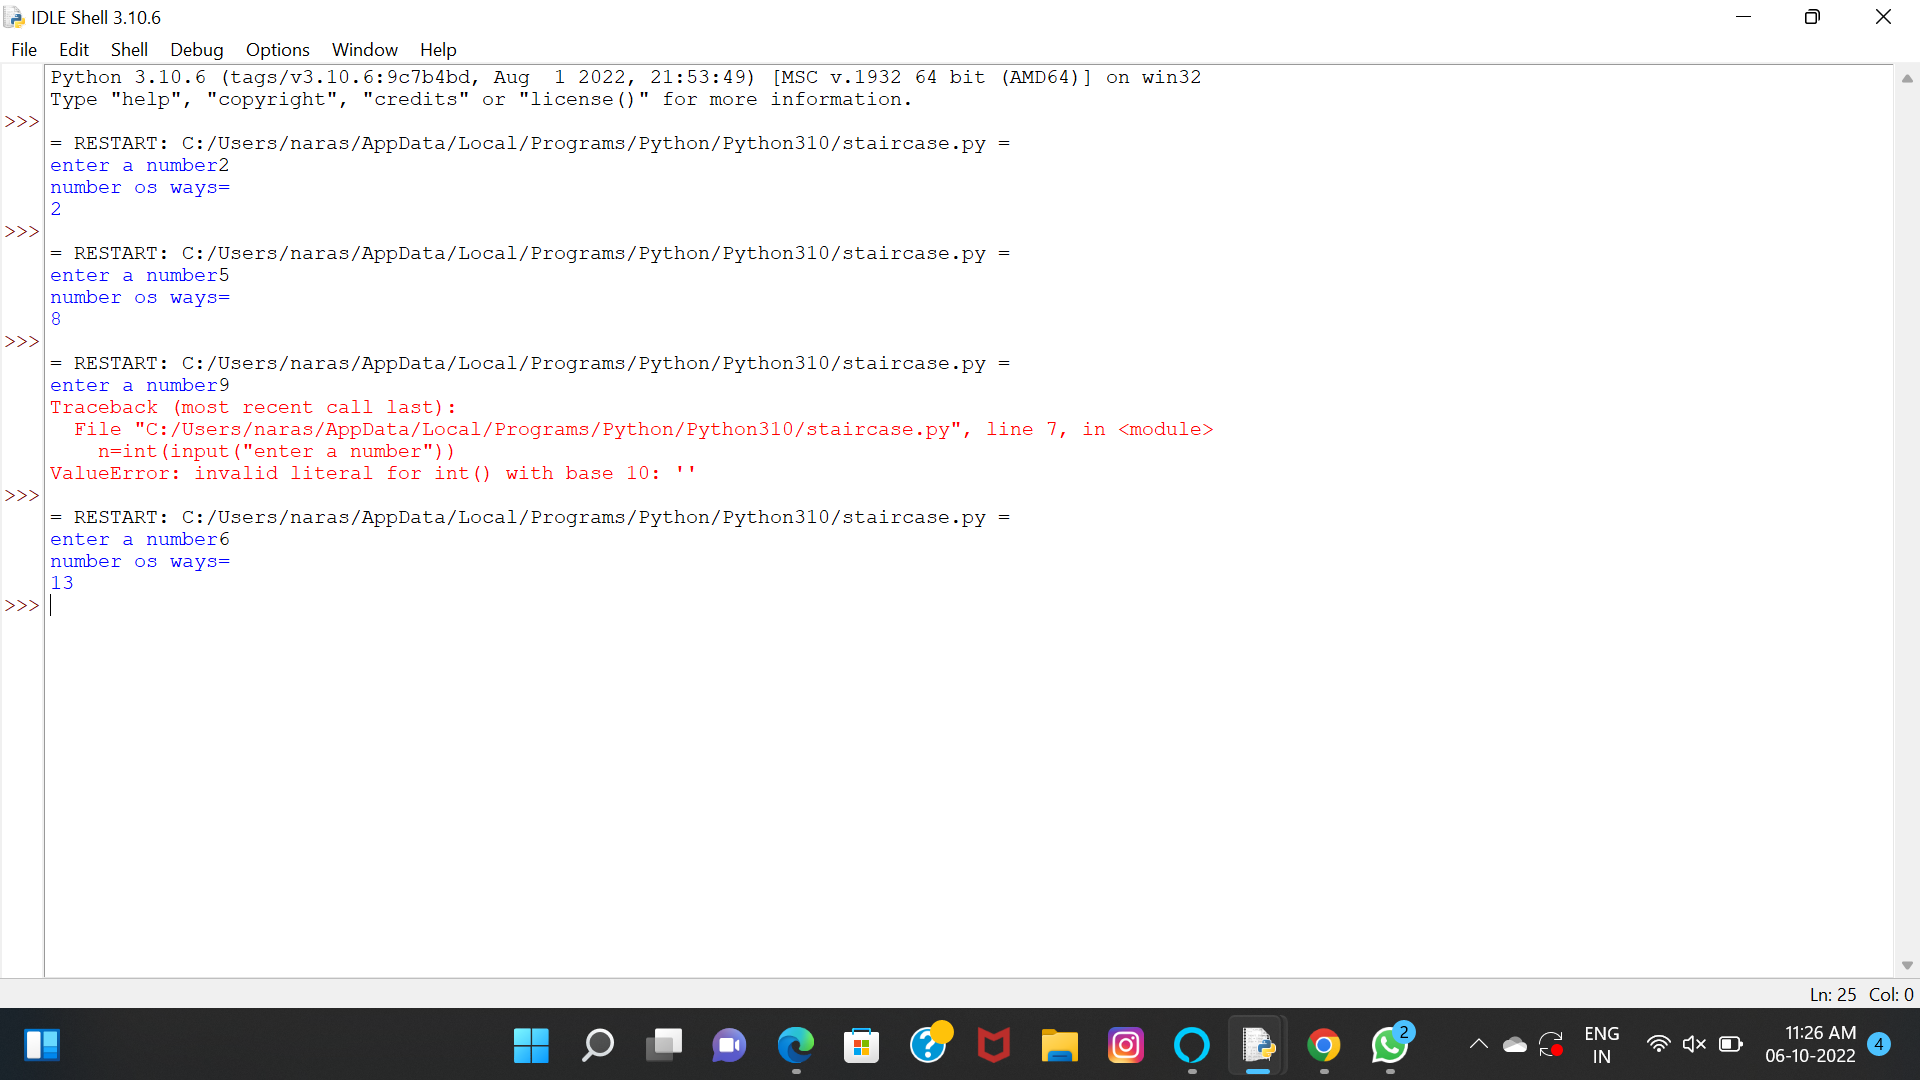 IDLE Shell 3.10.6
File Edit Shell Debug Options Window Help
Python 3.10.6 (tags/v3.10.6:9c7b4bd, Aug  1 2022, 21:53:49) [MSC v.1932 64 bit (AMD64)] on win32
Type "help", "copyright", "credits" or "license()" for more information.
>>>
= RESTART: C:/Users/naras/AppData/Local/Programs/Python/Python310/staircase.py =
enter a number2
number os ways=
2
>>>
= RESTART: C:/Users/naras/AppData/Local/Programs/Python/Python310/staircase.py =
enter a number5
number os ways=
8
>>>
= RESTART: C:/Users/naras/AppData/Local/Programs/Python/Python310/staircase.py =
enter a number9
Traceback (most recent call last):
  File "C:/Users/naras/AppData/Local/Programs/Python/Python310/staircase.py", line 7, in <module>
    n=int(input("enter a number"))
ValueError: invalid literal for int() with base 10: ''
>>>
= RESTART: C:/Users/naras/AppData/Local/Programs/Python/Python310/staircase.py =
enter a number6
number os ways=
13
>>>
Ln: 25 Col: 0
2
ENG
IN
11:26 AM
06-10-2022
4